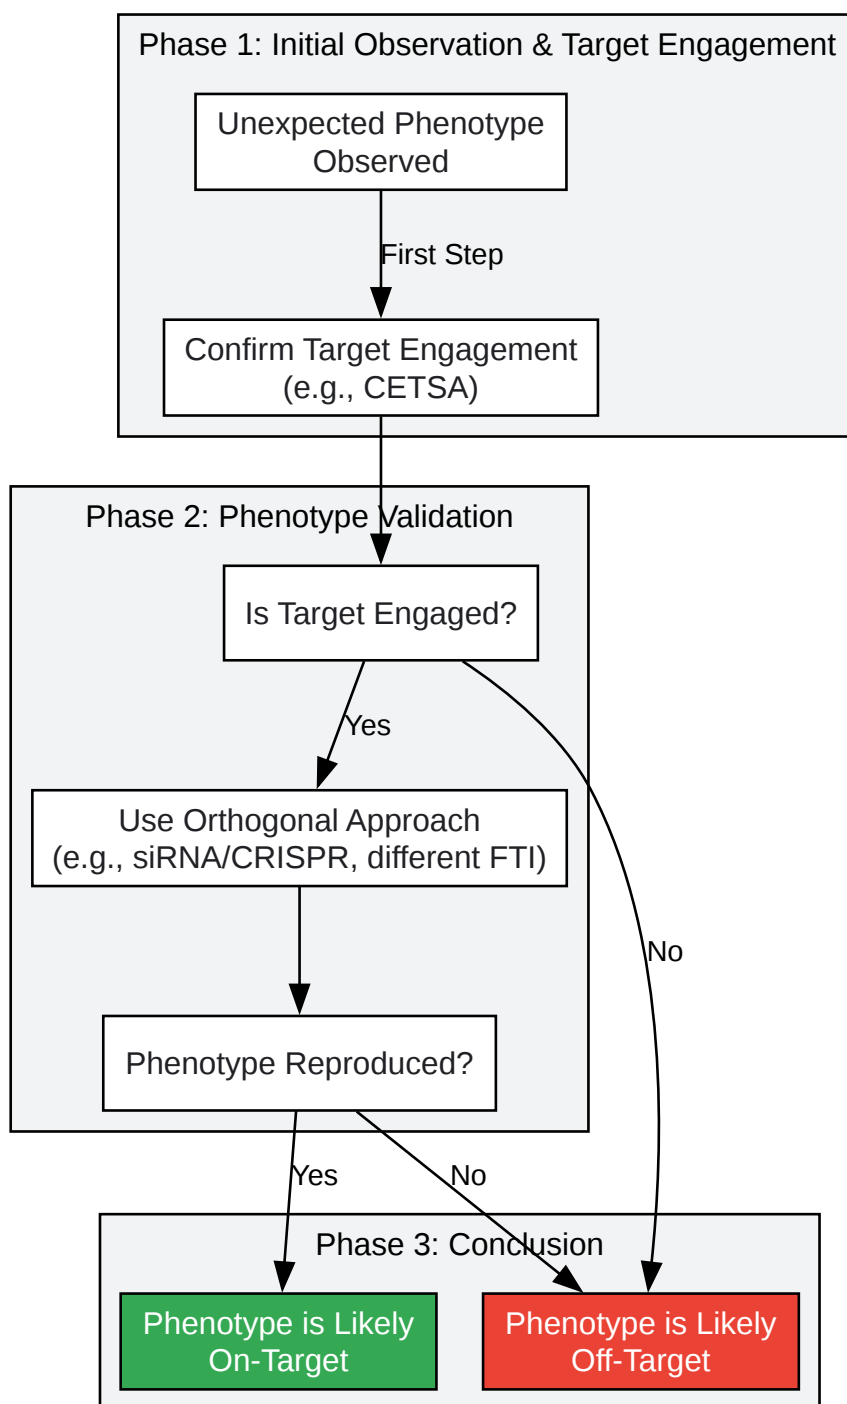 Phase 1: Initial Observation & Target Engagement
Unexpected Phenotype
Observed
First Step
Confirm Target Engagement
(e.g., CETSA)
Phase 2: Phenotype Validation
Is Target Engaged?
Yes
Use Orthogonal Approach
(e.g., siRNA/CRISPR, different FTI)
No
Phenotype Reproduced?
Yes
No
Phase 3: Conclusion
Phenotype is Likely
On-Target
Phenotype is Likely
Off-Target